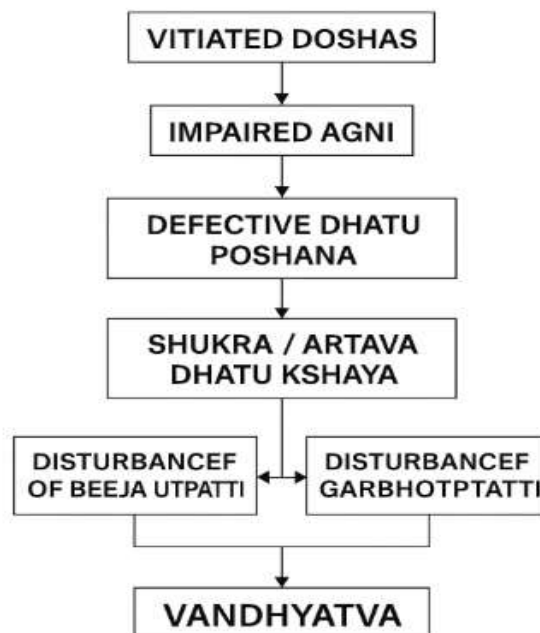 VITIATED DOSHAS
IMPAIRED AGNI
DEFECTIVE DHATU
POSHANA
SHUKRA / ARTAVA
DHATU KSHAYA
DISTURBANCEF
OF BEEJA UTPATTI
DISTURBANCEF
GARBHOTPTATTI
VANDHYATVA